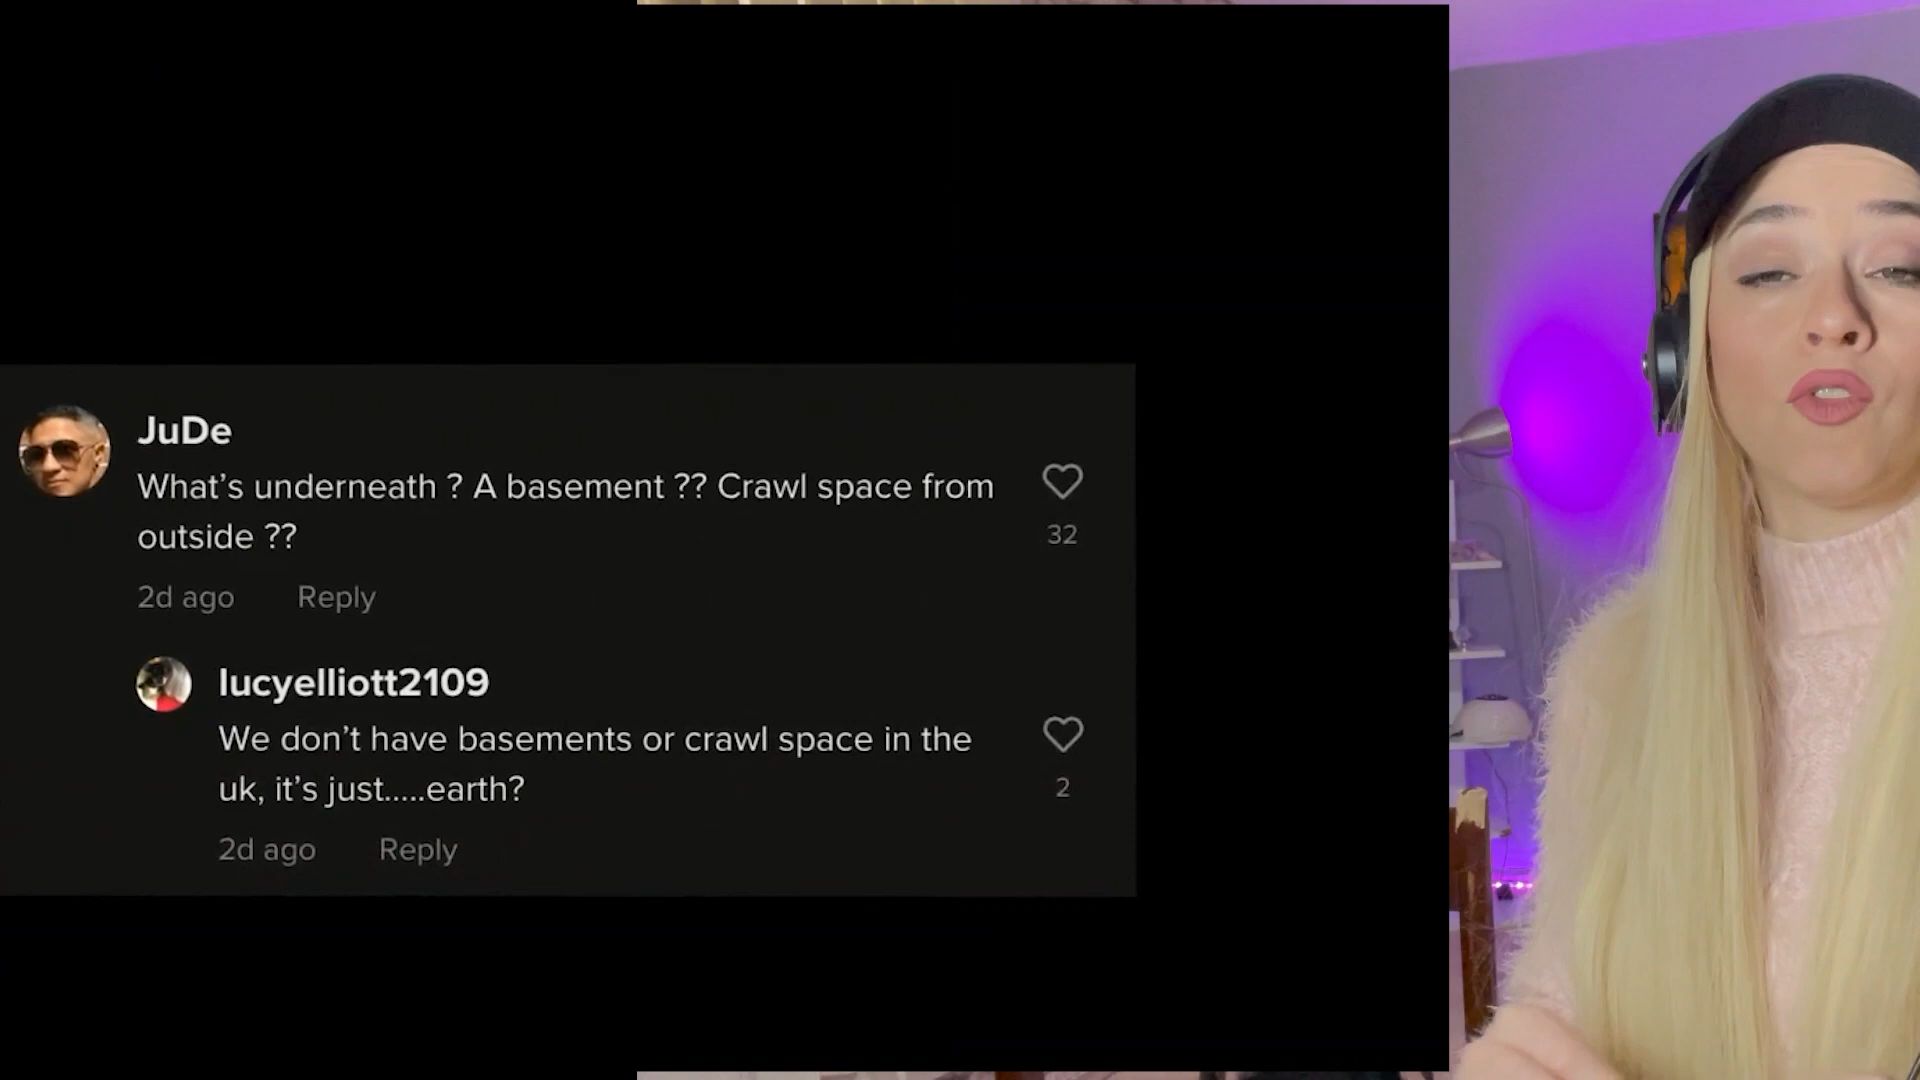 JuDe
What’s underneath ? A basement ?? Crawl space from
outside ??
32
2d ago Reply
lucyelliott2109
We don’t have basements or crawl space in the
uk, it’s just.....earth?
2
2d ago Reply